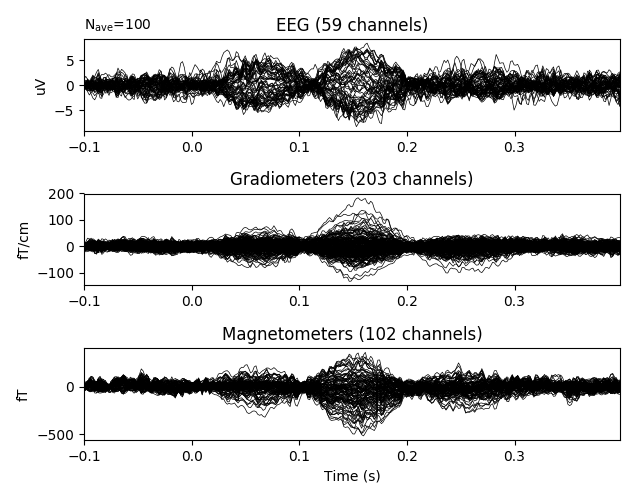 N_ave=100
EEG (59 channels)
uV
5
0
−5
−0.1 0.0 0.1 0.2 0.3
Gradiometers (203 channels)
fT/cm
200
100
0
−100
−0.1 0.0 0.1 0.2 0.3
Magnetometers (102 channels)
fT
0
−500
−0.1 0.0 0.1 0.2 0.3
Time (s)